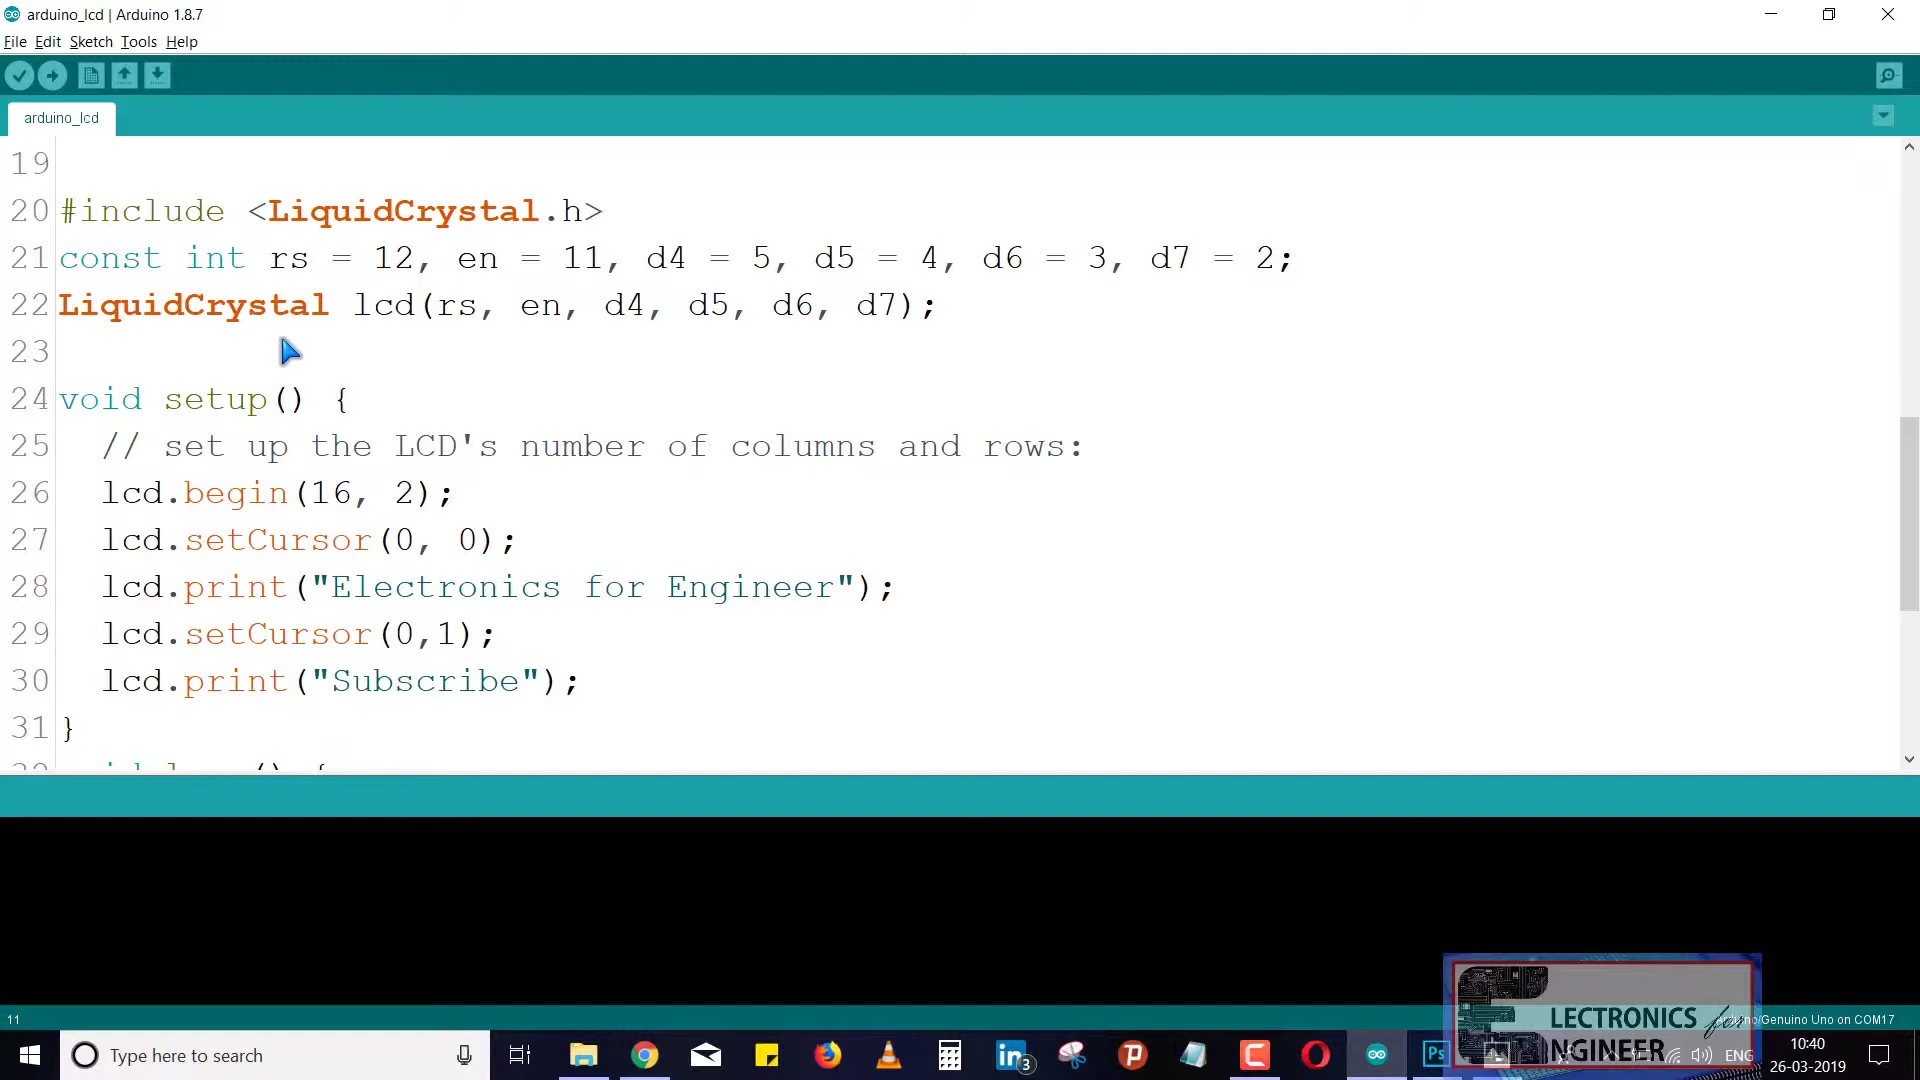 arduino_lcd | Arduino 1.8.7
File Edit Sketch Tools Help
arduino_lcd
19
20 #include <LiquidCrystal.h>
21 const int rs = 12, en = 11, d4 = 5, d5 = 4, d6 = 3, d7 = 2;
22 LiquidCrystal lcd(rs, en, d4, d5, d6, d7);
23
24 void setup() {
25 // set up the LCD's number of columns and rows:
26 lcd.begin(16, 2);
27 lcd.setCursor(0, 0);
28 lcd.print("Electronics for Engineer");
29 lcd.setCursor(0,1);
30 lcd.print("Subscribe");
31 }
11
/Genuino Uno on COM17
LECTRONICS for
NGINEER
Type here to search
3
ENG
10:40
26-03-2019